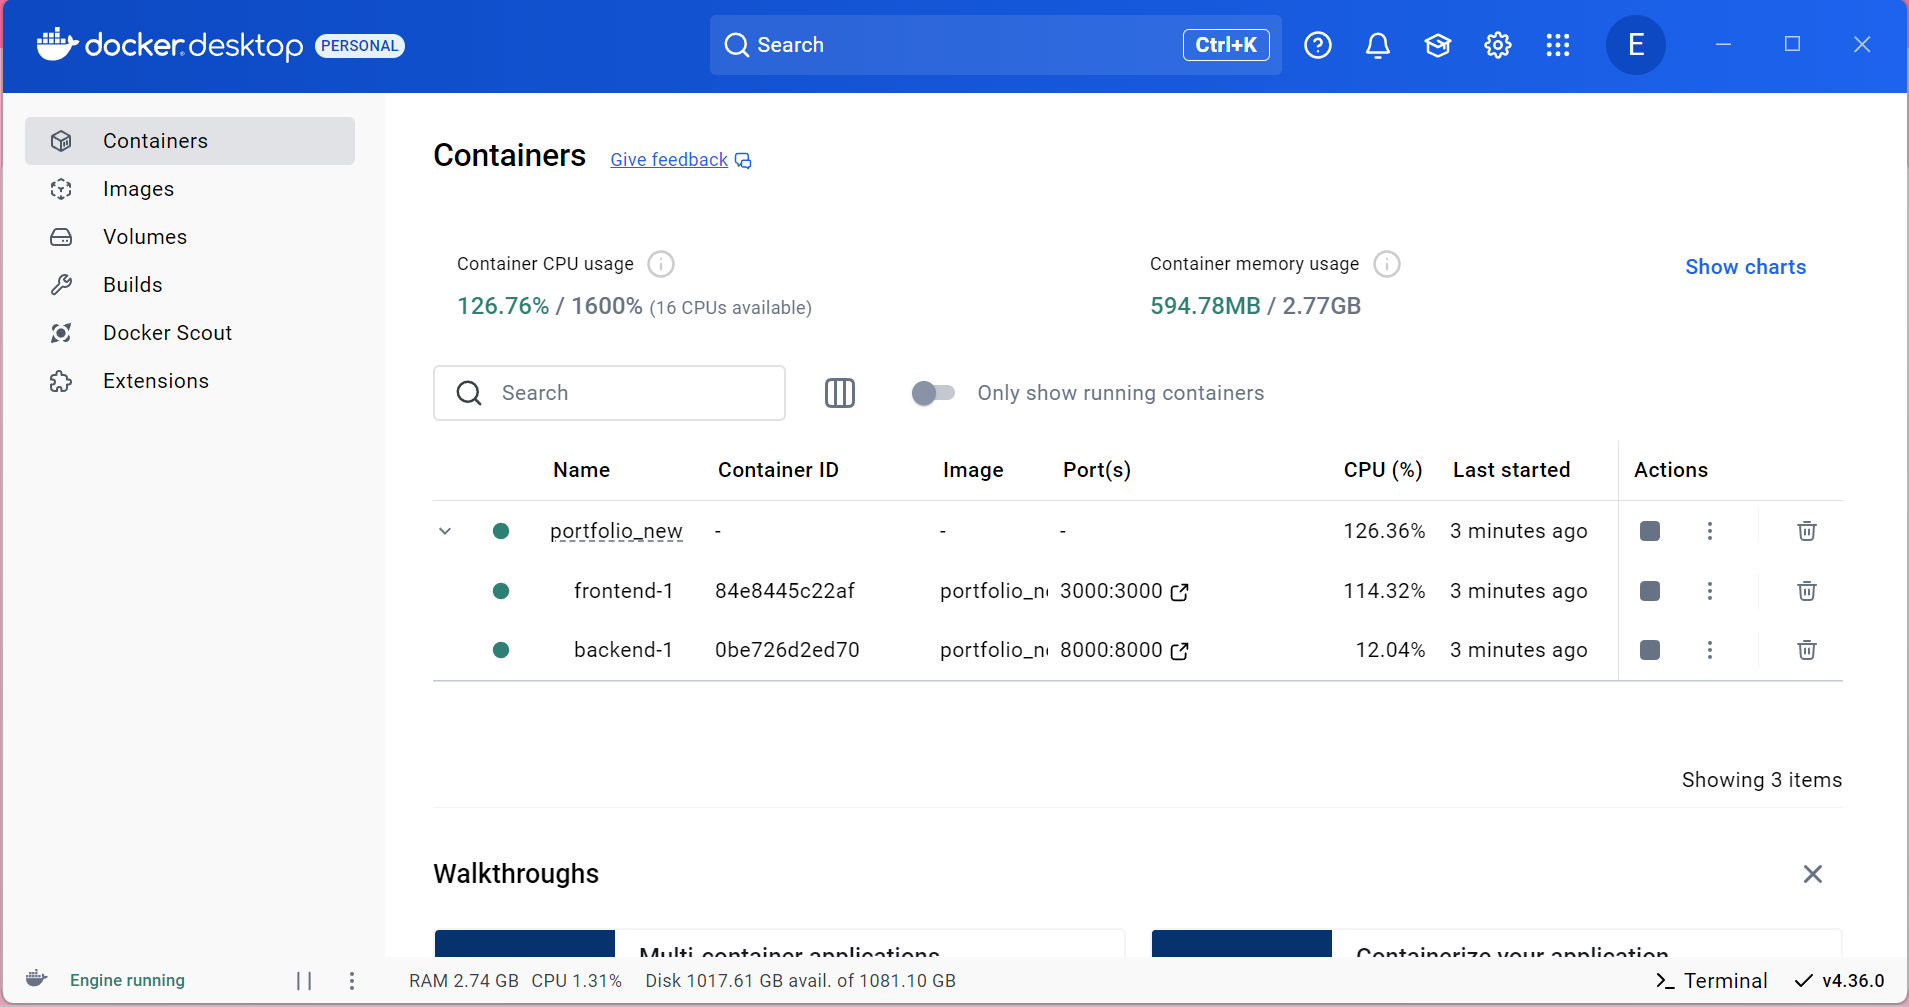 docker desktop PERSONAL
Search Ctrl+K
E
Containers
Images
Volumes
Builds
Docker Scout
Extensions
Containers Give feedback
Container CPU usage
126.76% / 1600% (16 CPUs available)
Container memory usage
594.78MB / 2.77GB
Show charts
Search
Only show running containers
Name Container ID Image Port(s) CPU (%) Last started Actions
portfolio_new - - - 126.36% 3 minutes ago
frontend-1 84e8445c22af portfolio_n 3000:3000 114.32% 3 minutes ago
backend-1 0be726d2ed70 portfolio_n 8000:8000 12.04% 3 minutes ago
Showing 3 items
Walkthroughs
Multi-container applications
Containerize your application
Engine running RAM 2.74 GB CPU 1.31% Disk 1017.61 GB avail. of 1081.10 GB Terminal v4.36.0